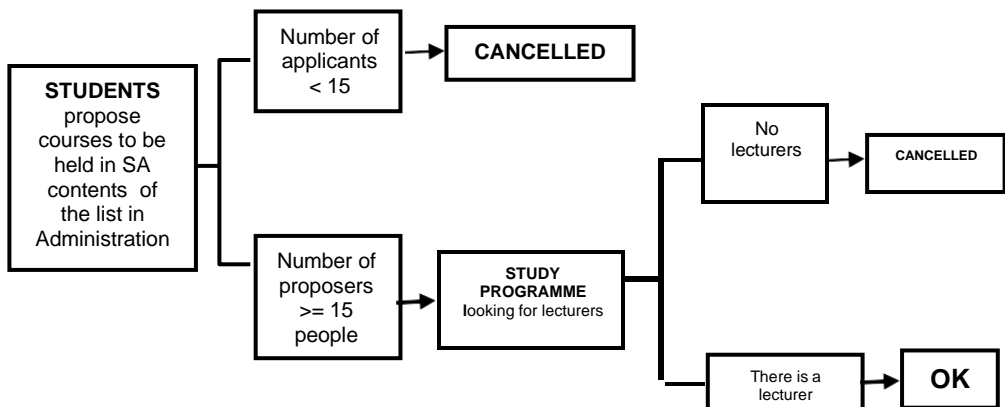 STUDENTS
propose
courses to be
held in SA
contents of
the list in
Administration
Number of
applicants
< 15
CANCELLED
Number of
proposers
>= 15
people
STUDY
PROGRAMME
looking for lecturers
No
lecturers
CANCELLED
There is a
lecturer
OK